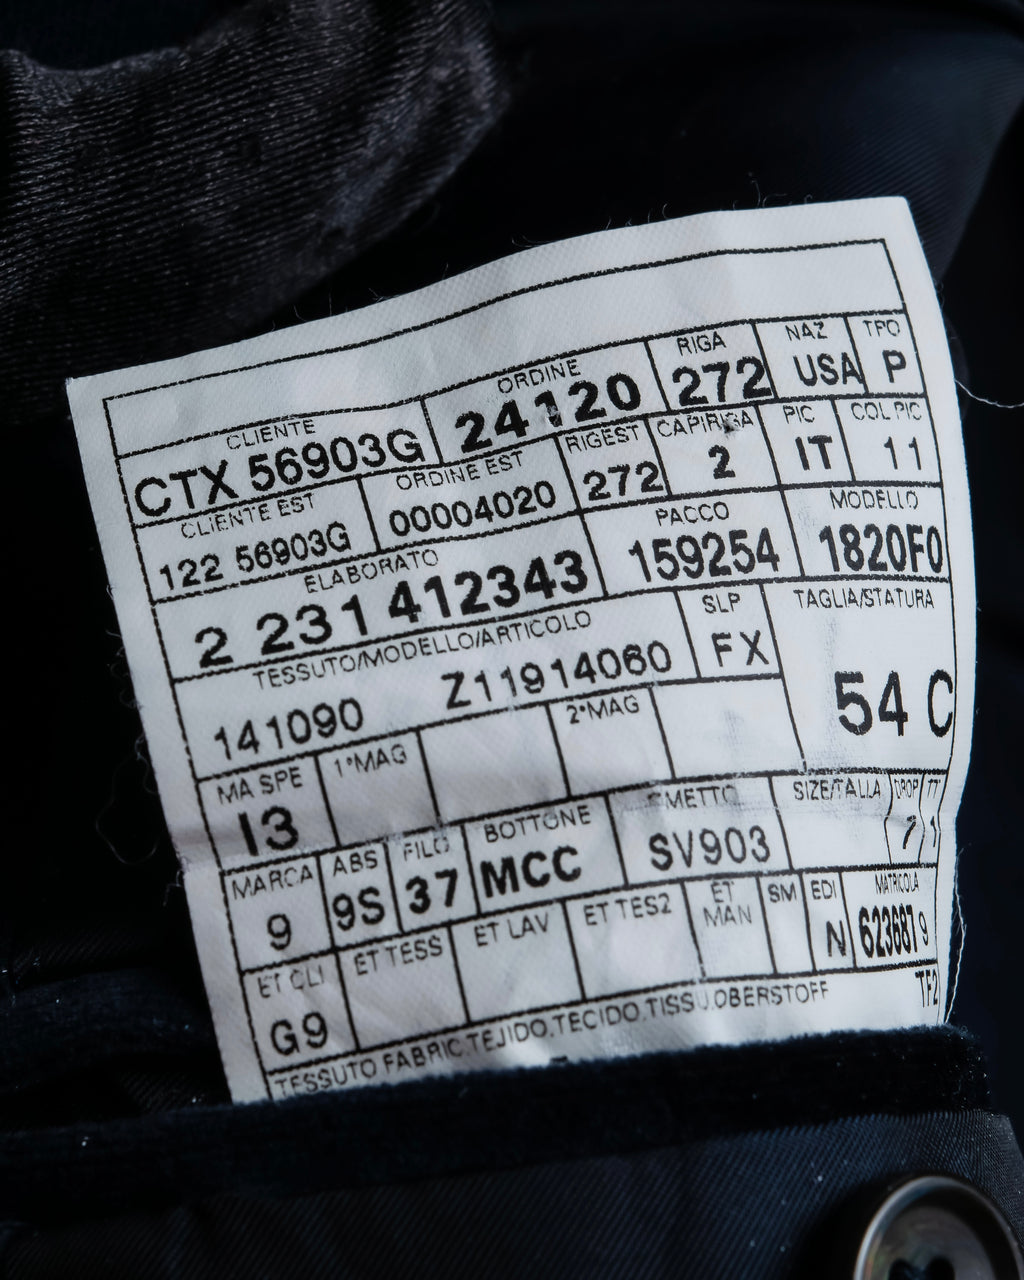 CLIENTE ORDINE RIGA NAZ TPO
CTX 56903G 24120 272 USA P
CLIENTE EST ORDINE EST RIGEST CAPIRIGA PIC COL PIC
122 56903G 00004020 272 2 IT 11
ELABORATO PACCO MODELLO
2 231 412343 159254 1820F0
TESSUTO/MODELLO/ARTICOLO SLP TAGLIA/STATURA
141090 Z11914060 FX 54 C
MA SPE 1°MAG 2°MAG SIZE/TALLA DROP TT
I3 7 1
MARCA ABS FILO BOTTONE METTO
9 9S 37 MCC SV903
ET CLI ET TESS ET LAV ET TES2 ET MAN SM EDI MATRICOLA
G9 N 623687 9
TESSUTO FABRIC.TEJIDO.TECIDO.TISSU.OBERSTOFF TF2